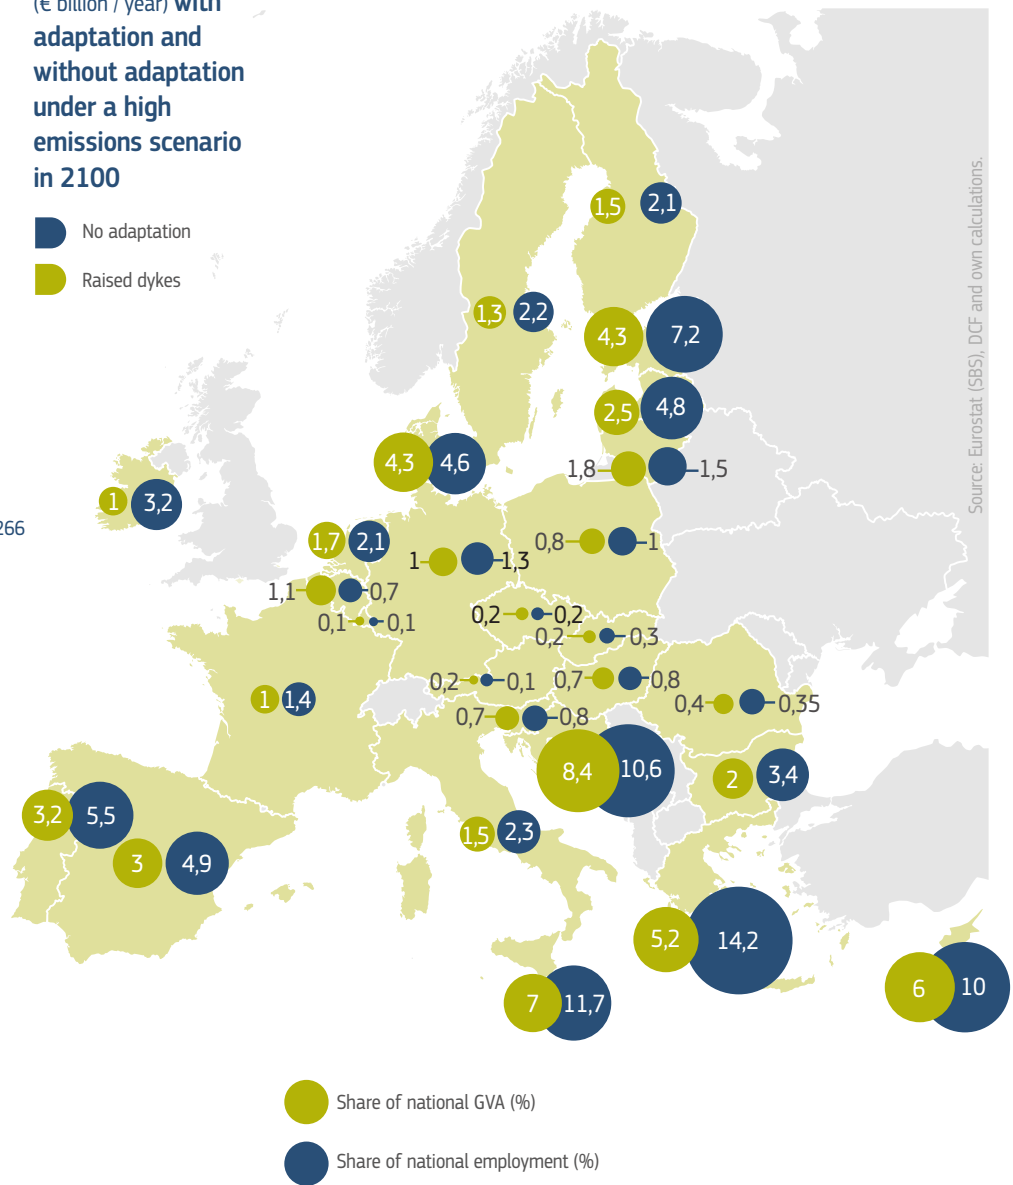 (€ billion / year) with
adaptation and
without adaptation
under a high
emissions scenario
in 2100
No adaptation
Raised dykes
Source: Eurostat (SBS), DCF and own calculations.
1,5 2,1
1,3 2,2
4,3 7,2
2,5 4,8
4,3 4,6
1,8 1,5
1 3,2
266
1,7 2,1
0,8 1
1 1,3
1,1 0,7
0,2 0,2
0,1 0,1
0,2 0,3
0,2 0,1
0,7 0,8
1 1,4
0,4 0,35
0,7 0,8
8,4 10,6
2 3,4
3,2 5,5
1,5 2,3
3 4,9
5,2 14,2
6 10
7 11,7
Share of national GVA (%)
Share of national employment (%)